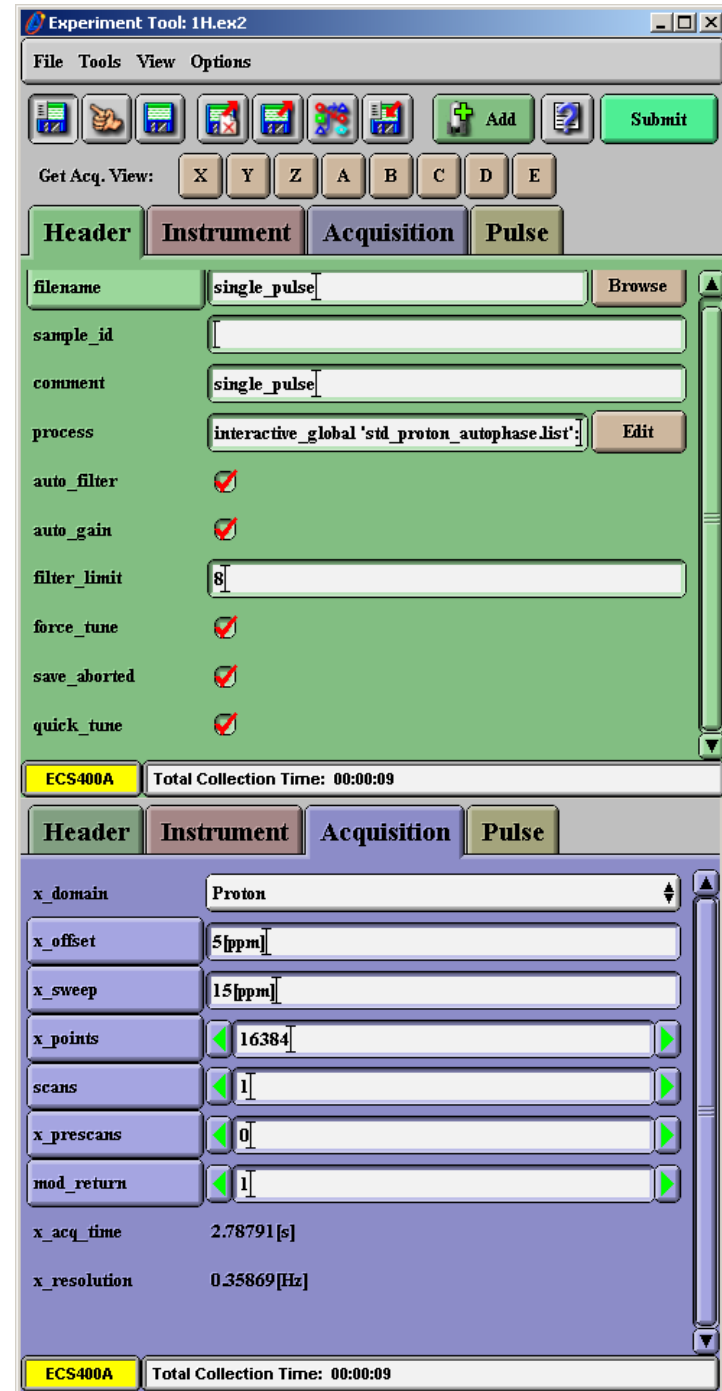 Experiment Tool: 1H.ex2
File Tools View Options
Add Submit
Get Acq. View: X Y Z A B C D E
Header Instrument Acquisition Pulse
filename single_pulse Browse
sample_id
comment single_pulse
process interactive_global 'std_proton_autophase.list': Edit
auto_filter
auto_gain
filter_limit 8
force_tune
save_aborted
quick_tune
ECS400A Total Collection Time: 00:00:09
Header Instrument Acquisition Pulse
x_domain Proton
x_offset 5[ppm]
x_sweep 15[ppm]
x_points 16384
scans 1
x_prescans 0
mod_return 1
x_acq_time 2.78791[s]
x_resolution 0.35869[Hz]
ECS400A Total Collection Time: 00:00:09